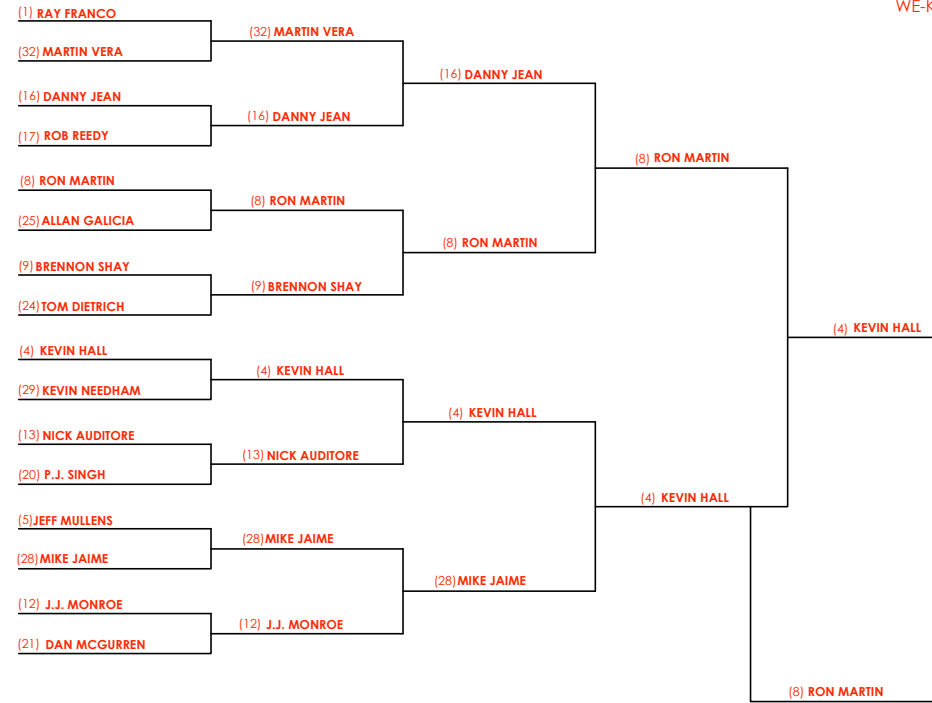 WE-K
(1) RAY FRANCO
(32) MARTIN VERA
(16) DANNY JEAN
(17) ROB REEDY
(8) RON MARTIN
(25) ALLAN GALICIA
(9) BRENNON SHAY
(24) TOM DIETRICH
(4) KEVIN HALL
(29) KEVIN NEEDHAM
(13) NICK AUDITORE
(20) P.J. SINGH
(5)JEFF MULLENS
(28) MIKE JAIME
(12) J.J. MONROE
(21) DAN MCGURREN
(32) MARTIN VERA
(16) DANNY JEAN
(8) RON MARTIN
(9) BRENNON SHAY
(4) KEVIN HALL
(13) NICK AUDITORE
(28) MIKE JAIME
(12) J.J. MONROE
(16) DANNY JEAN
(8) RON MARTIN
(4) KEVIN HALL
(28) MIKE JAIME
(8) RON MARTIN
(4) KEVIN HALL
(4) KEVIN HALL
(8) RON MARTIN